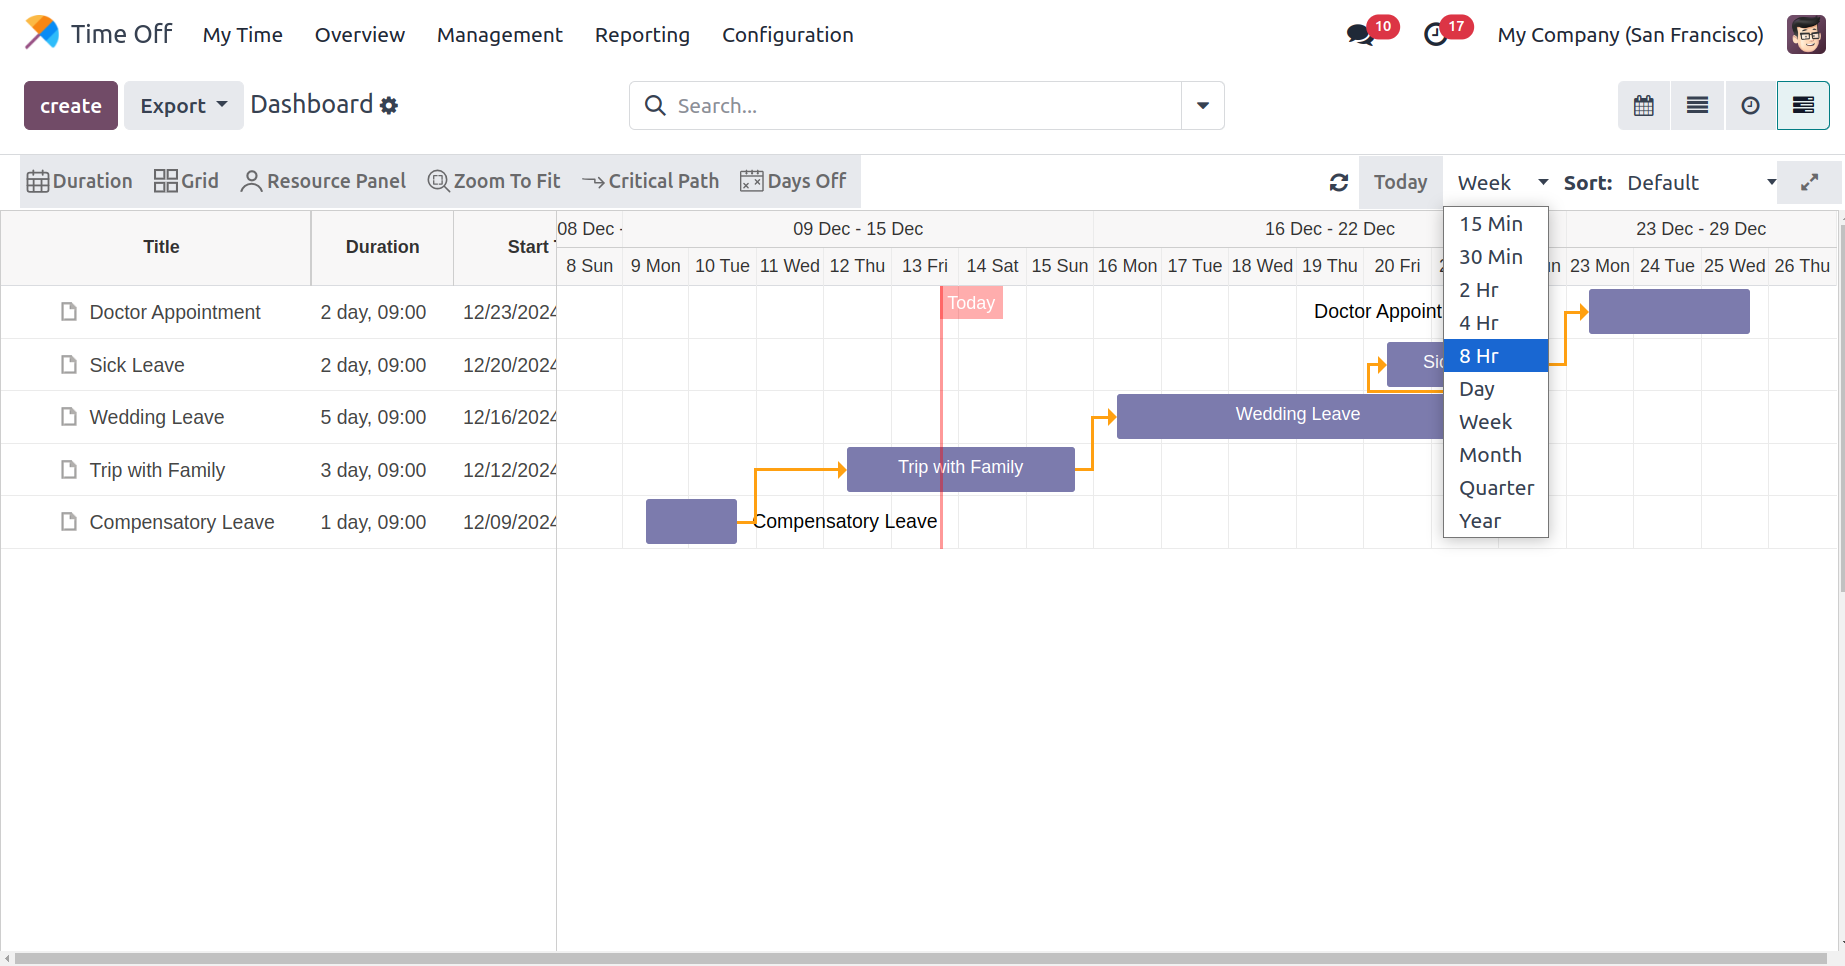 Time Off My Time Overview Management Reporting Configuration 10 17 My Company (San Francisco)
create Export Dashboard Search...
Duration Grid Resource Panel Zoom To Fit Critical Path Days Off Today Week Sort: Default
Title Duration Start
08 Dec - 09 Dec - 15 Dec 16 Dec - 22 Dec 23 Dec - 29 Dec
8 Sun 9 Mon 10 Tue 11 Wed 12 Thu 13 Fri 14 Sat 15 Sun 16 Mon 17 Tue 18 Wed 19 Thu 20 Fri 23 Mon 24 Tue 25 Wed 26 Thu
15 Min
30 Min
2 Hr
4 Hr
8 Hr
Day
Week
Month
Quarter
Year
Today
Doctor Appointment 2 day, 09:00 12/23/2024 Doctor Appoint
Sick Leave 2 day, 09:00 12/20/2024 Sic
Wedding Leave 5 day, 09:00 12/16/2024 Wedding Leave
Trip with Family 3 day, 09:00 12/12/2024 Trip with Family
Compensatory Leave 1 day, 09:00 12/09/2024 Compensatory Leave